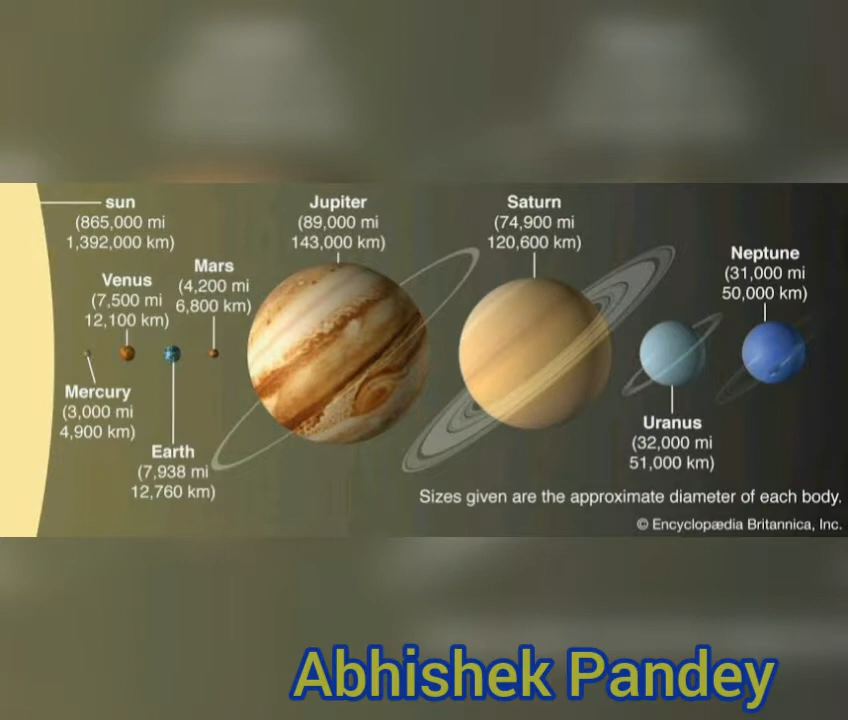 sun
(865,000 mi
1,392,000 km)
Venus
(7,500 mi
12,100 km)
Mars
(4,200 mi
6,800 km)
Jupiter
(89,000 mi
143,000 km)
Saturn
(74,900 mi
120,600 km)
Neptune
(31,000 mi
50,000 km)
Mercury
(3,000 mi
4,900 km)
Earth
(7,938 mi
12,760 km)
Uranus
(32,000 mi
51,000 km)
Sizes given are the approximate diameter of each body.
© Encyclopædia Britannica, Inc.
Abhishek Pandey